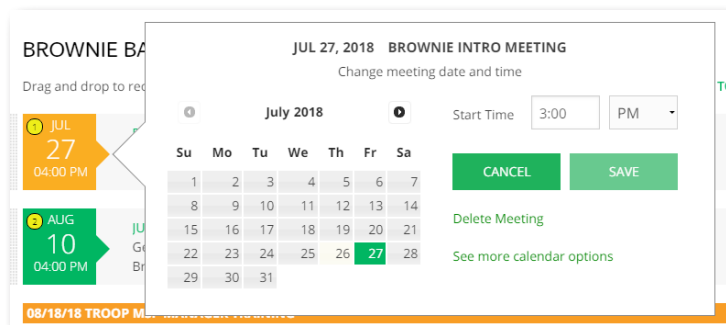 BROWNIE BA
Drag and drop to rec
1 JUL
27
04:00 PM
2 AUG
10
04:00 PM
JU
Ge
Br
JUL 27, 2018 BROWNIE INTRO MEETING
Change meeting date and time
July 2018
Su Mo Tu We Th Fr Sa
1 2 3 4 5 6 7
8 9 10 11 12 13 14
15 16 17 18 19 20 21
22 23 24 25 26 27 28
29 30 31
Start Time 3:00 PM
CANCEL SAVE
Delete Meeting
See more calendar options
TO
08/18/18 TROOP